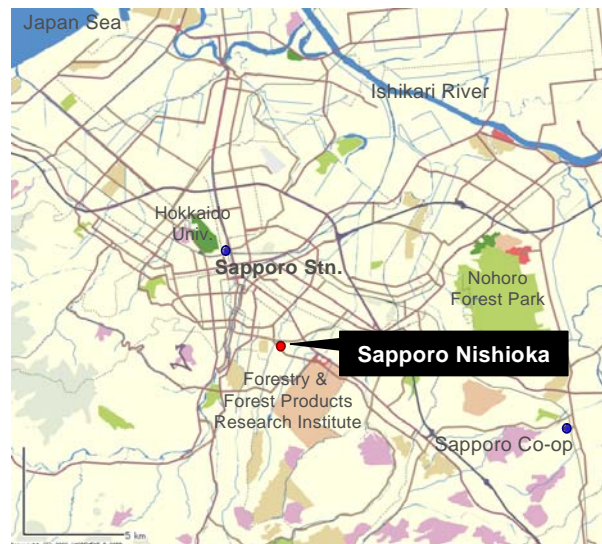 Japan Sea
Ishikari River
Hokkaido
Univ.
Sapporo Stn.
Nohoro
Forest Park
Sapporo Nishioka
Forestry &
Forest Products
Research Institute
Sapporo Co-op
5 km